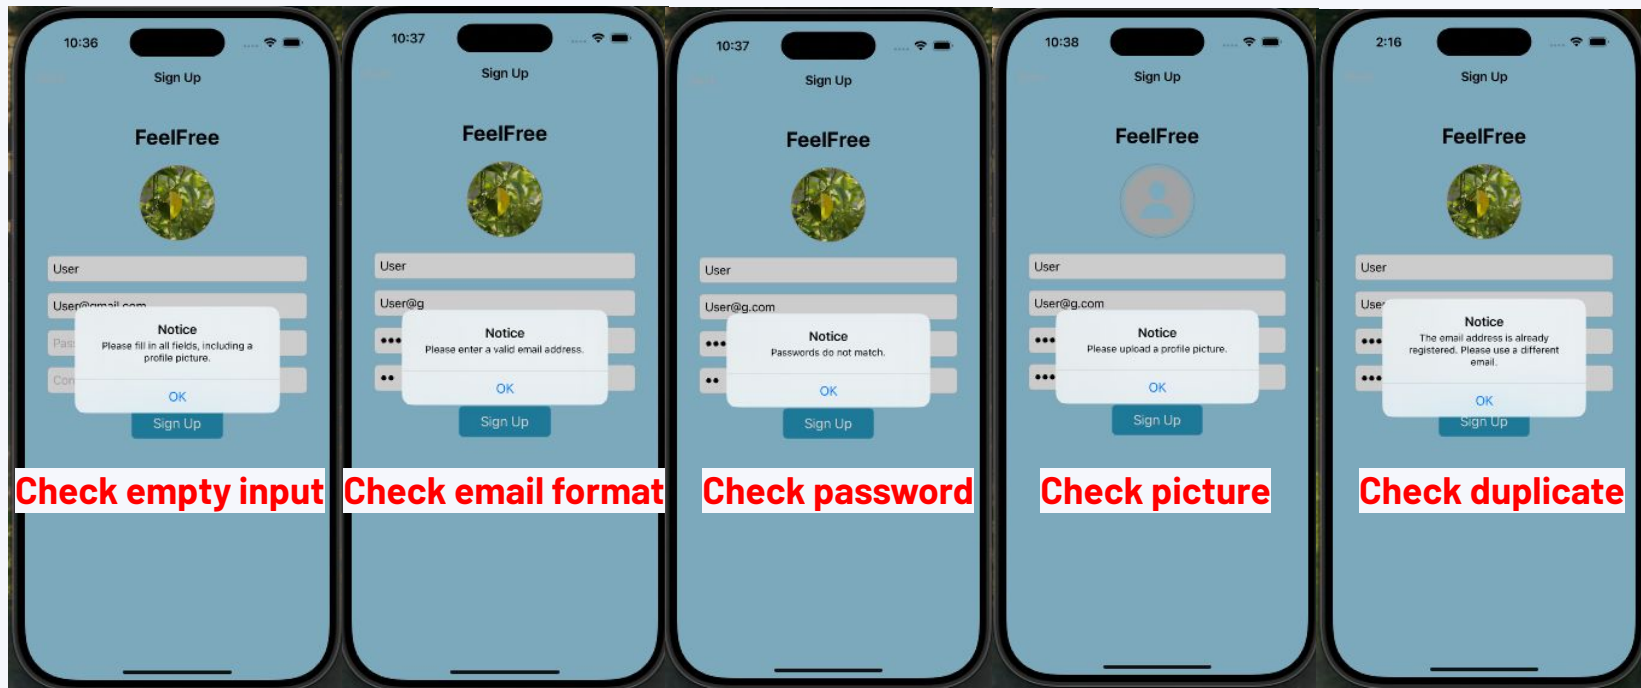 10:36
Sign Up
FeelFree
User
User@gmail.com
Notice
Please fill in all fields, including a
profile picture.
OK
Sign Up
Check empty input
10:37
Sign Up
FeelFree
User
User@g
•••
Notice
Please enter a valid email address.
••
OK
Sign Up
Check email format
10:37
Sign Up
FeelFree
User
User@g.com
•••
Notice
Passwords do not match.
••
OK
Sign Up
Check password
10:38
Sign Up
FeelFree
User
User@g.com
•••
Notice
Please upload a profile picture.
•••
OK
Sign Up
Check picture
2:16
Sign Up
FeelFree
User
Notice
•••
The email address is already
registered. Please use a different
email.
•••
OK
Sign Up
Check duplicate